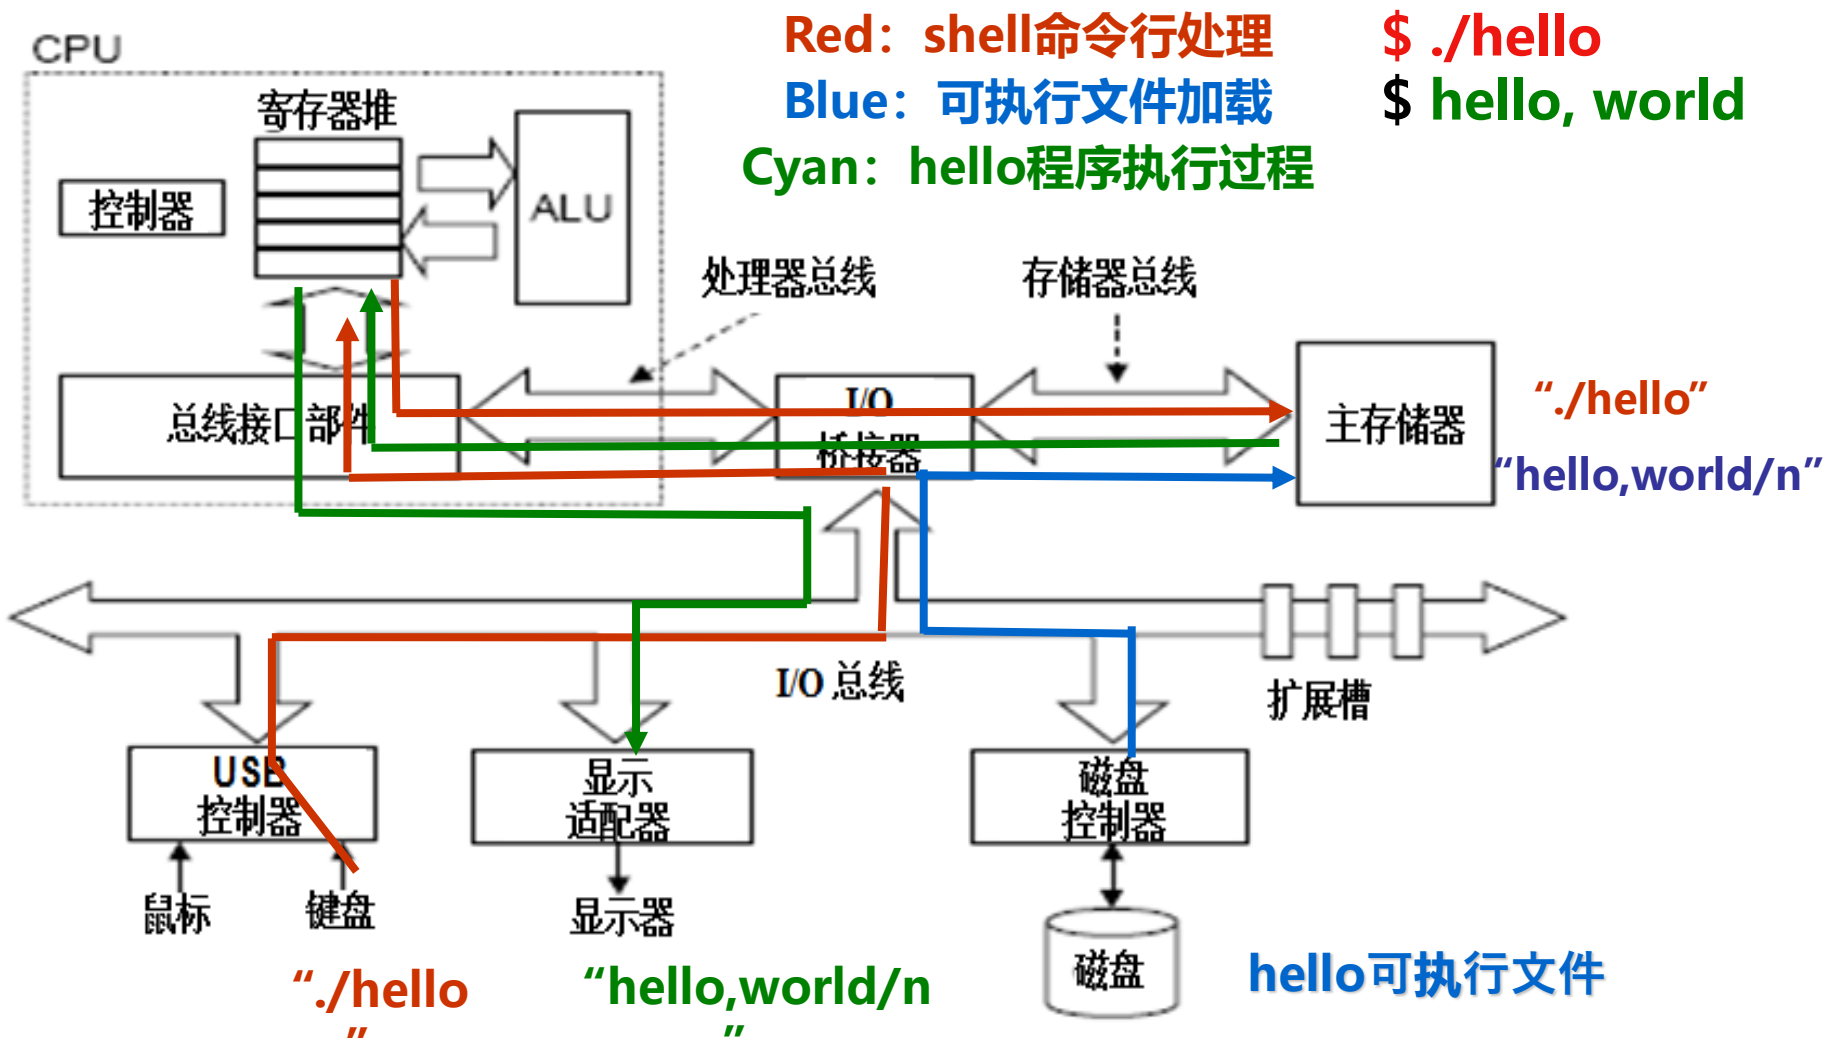 Red：shell命令行处理
$ ./hello
CPU
Blue：可执行文件加载
$ hello, world
寄存器堆
Cyan：hello程序执行过程
控制器
ALU
处理器总线
存储器总线
总线接口部件
I/O
桥接器
主存储器
“./hello”
“hello,world/n”
I/O 总线
扩展槽
USB
控制器
显示
适配器
磁盘
控制器
鼠标
键盘
显示器
磁盘
hello可执行文件
“./hello
”
“hello,world/n
”